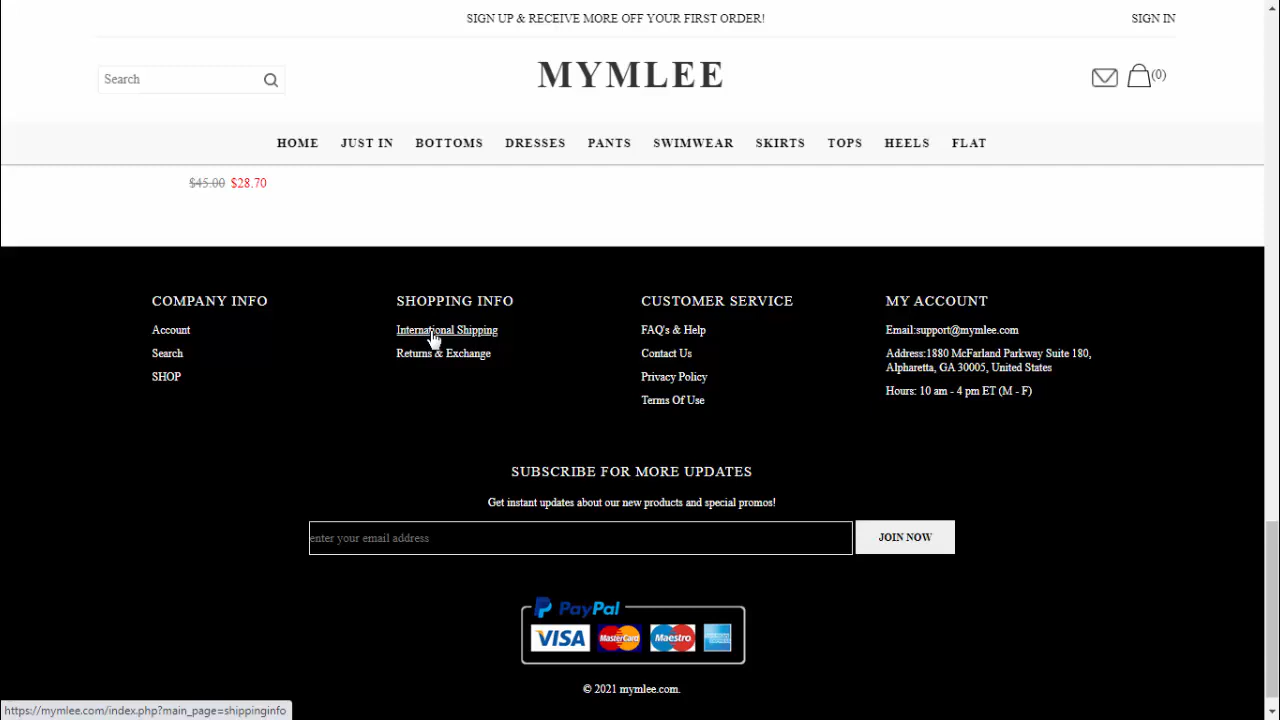 SIGN UP & RECEIVE MORE OFF YOUR FIRST ORDER!
SIGN IN
Search
MYMLEE
(0)
HOME JUST IN BOTTOMS DRESSES PANTS SWIMWEAR SKIRTS TOPS HEELS FLAT
$45.00 $28.70
COMPANY INFO
Account
Search
SHOP
SHOPPING INFO
International Shipping
Returns & Exchange
CUSTOMER SERVICE
FAQ's & Help
Contact Us
Privacy Policy
Terms Of Use
MY ACCOUNT
Email:support@mymlee.com
Address:1880 McFarland Parkway Suite 180,
Alpharetta, GA 30005, United States
Hours: 10 am - 4 pm ET (M - F)
SUBSCRIBE FOR MORE UPDATES
Get instant updates about our new products and special promos!
enter your email address
JOIN NOW
PayPal
VISA MasterCard Maestro
© 2021 mymlee.com.
https://mymlee.com/index.php?main_page=shippinginfo